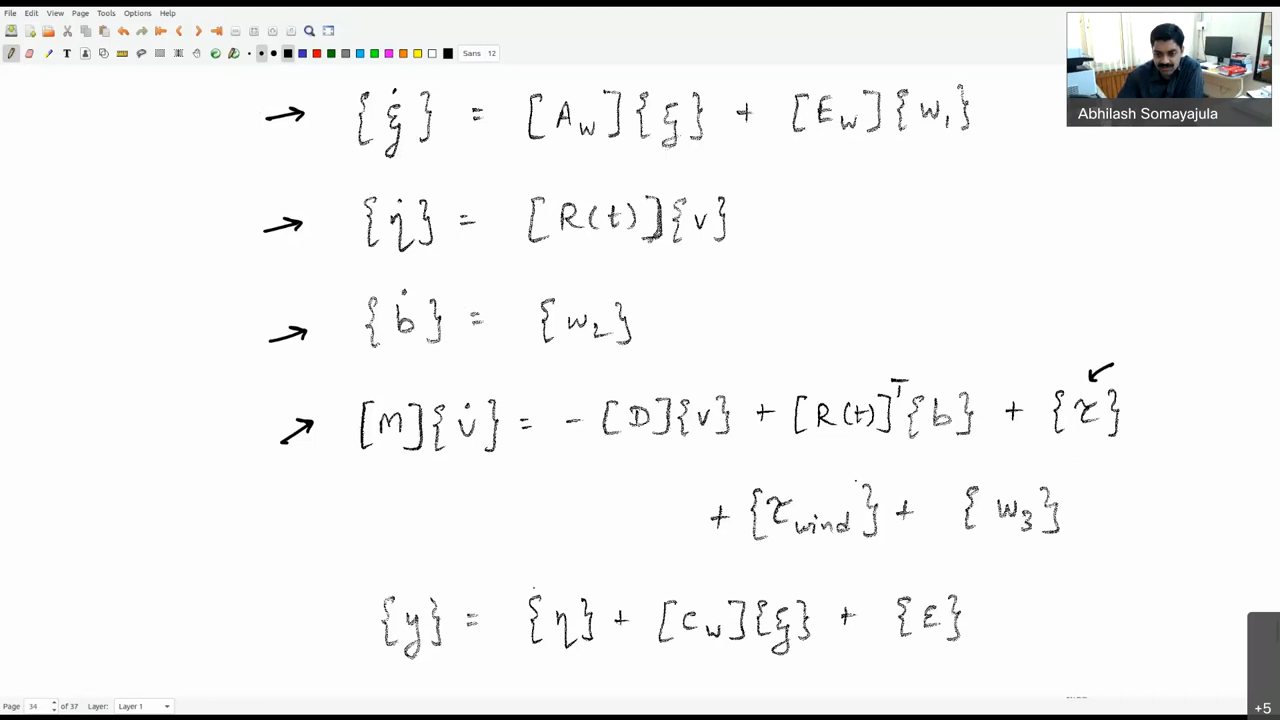 File Edit View Page Tools Options Help
T Sans 12
Abhilash Somayajula
→ {ξ̇} = [A_W]{ξ} + [E_W]{w_1}
→ {η̇} = [R(t)]{v}
→ {ḃ} = {w_2}
→ [M]{v̇} = - [D]{v} + [R(t)]^T{b} + {τ}
+ {τ_wind} + {w_3}
{y} = {η} + [C_W]{ξ} + {ε}
Page 34 of 37 Layer: Layer 1
+5